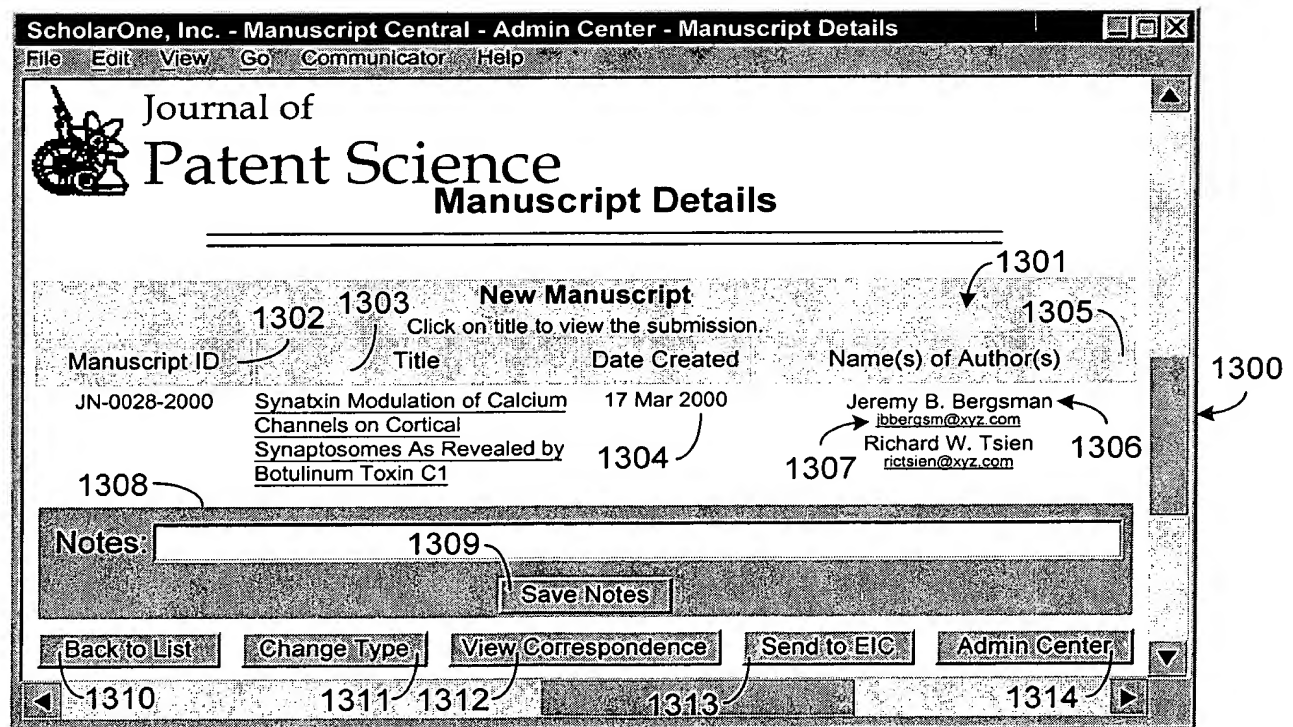 ScholarOne, Inc. - Manuscript Central - Admin Center - Manuscript Details
File Edit View Go Communicator Help
Journal of
Patent Science
Manuscript Details
1301
New Manuscript
1302 1303
Click on title to view the submission.
1305
Manuscript ID Title Date Created Name(s) of Author(s)
1300
JN-0028-2000 Synatxin Modulation of Calcium 17 Mar 2000 Jeremy B. Bergsman
Channels on Cortical jbbergsm@xyz.com
Synaptosomes As Revealed by Richard W. Tsien
1304 1307 1306
Botulinum Toxin C1 rictsien@xyz.com
1308
Notes: 1309
Save Notes
Back to List Change Type View Correspondence Send to EIC Admin Center
1310 1311 1312 1313 1314